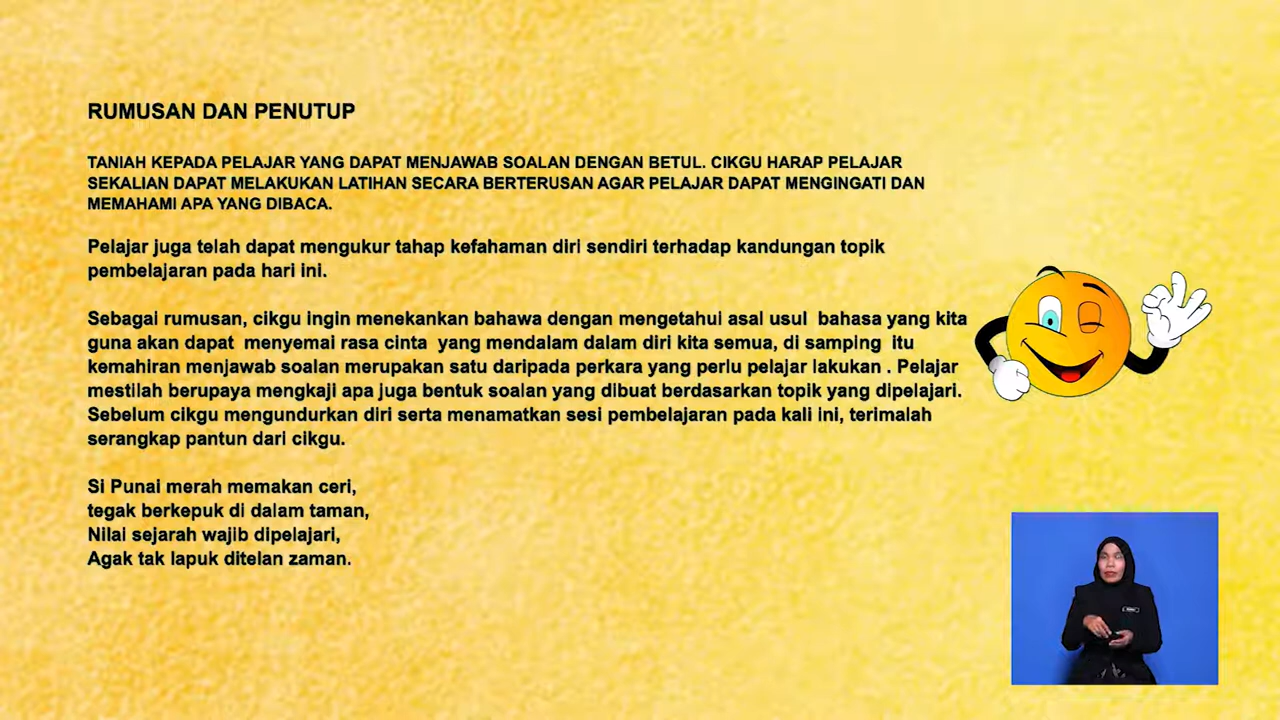 RUMUSAN DAN PENUTUP
TANIAH KEPADA PELAJAR YANG DAPAT MENJAWAB SOALAN DENGAN BETUL. CIKGU HARAP PELAJAR
SEKALIAN DAPAT MELAKUKAN LATIHAN SECARA BERTERUSAN AGAR PELAJAR DAPAT MENGINGATI DAN
MEMAHAMI APA YANG DIBACA.
Pelajar juga telah dapat mengukur tahap kefahaman diri sendiri terhadap kandungan topik
pembelajaran pada hari ini.
Sebagai rumusan, cikgu ingin menekankan bahawa dengan mengetahui asal usul bahasa yang kita
guna akan dapat menyemai rasa cinta yang mendalam dalam diri kita semua, di samping itu
kemahiran menjawab soalan merupakan satu daripada perkara yang perlu pelajar lakukan . Pelajar
mestilah berupaya mengkaji apa juga bentuk soalan yang dibuat berdasarkan topik yang dipelajari.
Sebelum cikgu mengundurkan diri serta menamatkan sesi pembelajaran pada kali ini, terimalah
serangkap pantun dari cikgu.
Si Punai merah memakan ceri,
tegak berkepuk di dalam taman,
Nilai sejarah wajib dipelajari,
Agak tak lapuk ditelan zaman.